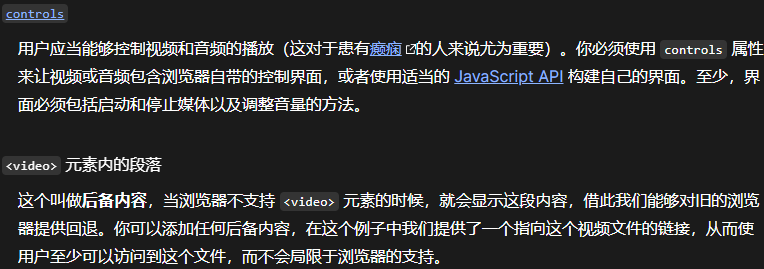 controls
用户应当能够控制视频和音频的播放（这对于患有癫痫的人来说尤为重要）。你必须使用 controls 属性
来让视频或音频包含浏览器自带的控制界面，或者使用适当的 JavaScript API 构建自己的界面。至少，界
面必须包括启动和停止媒体以及调整音量的方法。
<video> 元素内的段落
这个叫做后备内容，当浏览器不支持 <video> 元素的时候，就会显示这段内容，借此我们能够对旧的浏览
器提供回退。你可以添加任何后备内容，在这个例子中我们提供了一个指向这个视频文件的链接，从而使
用户至少可以访问到这个文件，而不会局限于浏览器的支持。